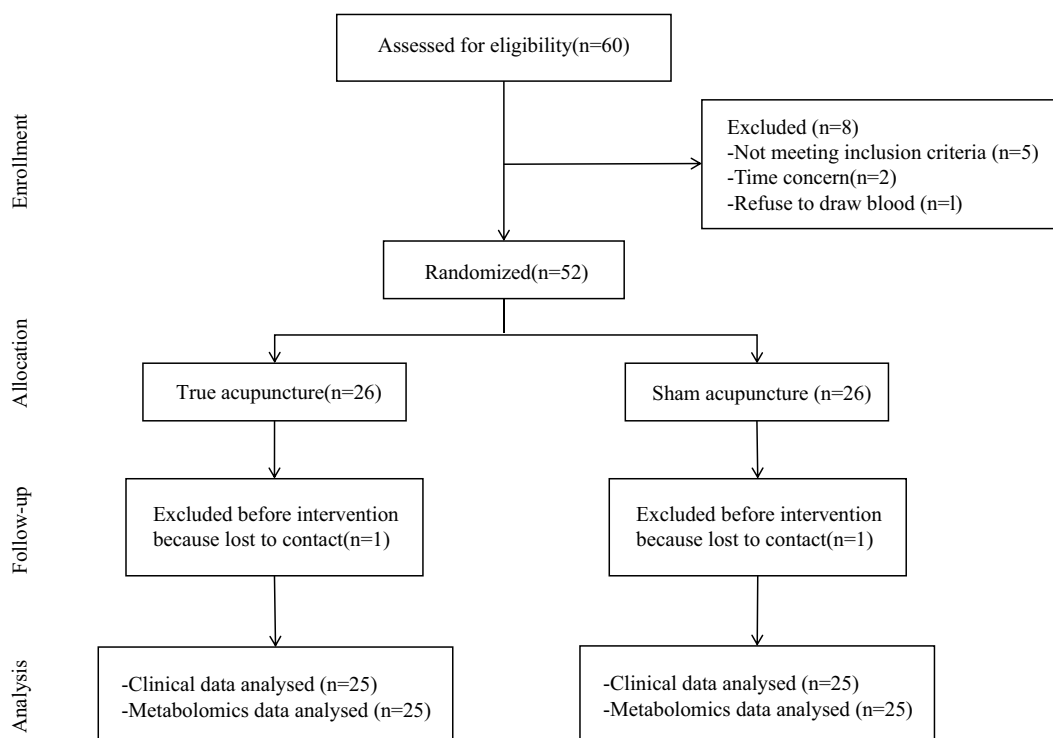 Assessed for eligibility(n=60)
Enrollment
Excluded (n=8)
-Not meeting inclusion criteria (n=5)
-Time concern(n=2)
-Refuse to draw blood (n=l)
Randomized(n=52)
Allocation
True acupuncture(n=26)
Sham acupuncture (n=26)
Follow-up
Excluded before intervention
because lost to contact(n=1)
Excluded before intervention
because lost to contact(n=1)
Analysis
-Clinical data analysed (n=25)
-Metabolomics data analysed (n=25)
-Clinical data analysed (n=25)
-Metabolomics data analysed (n=25)